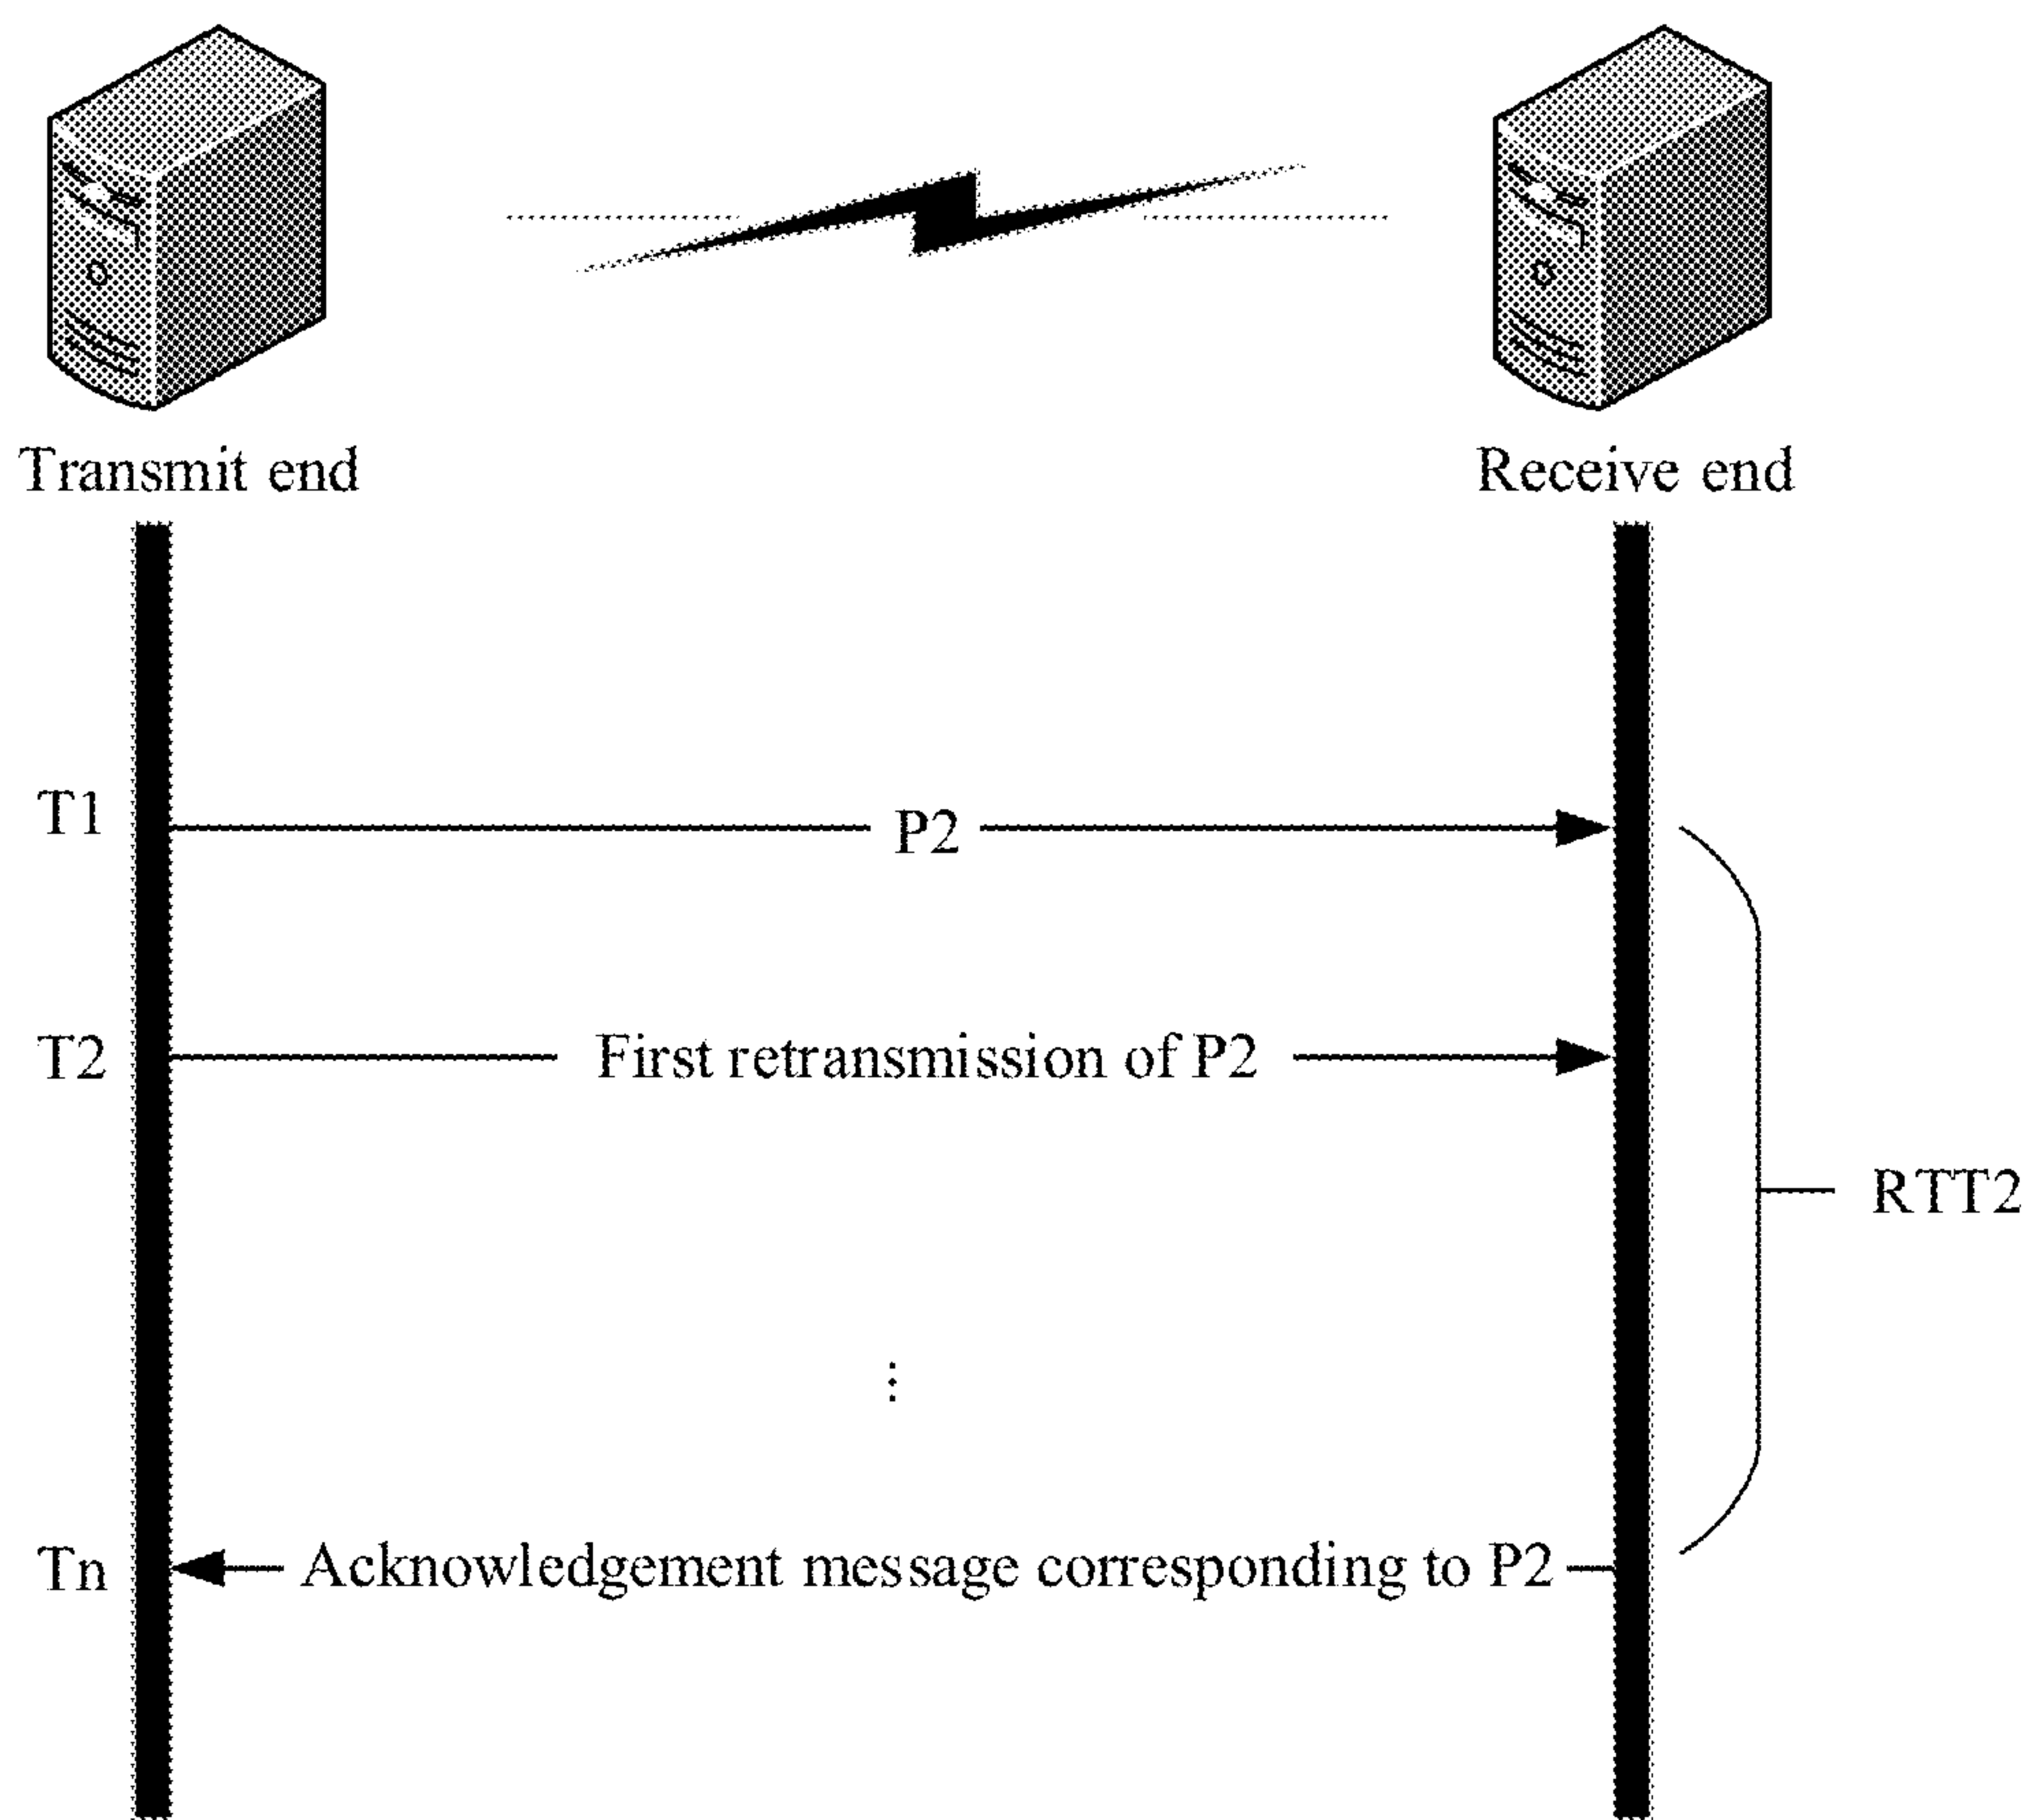 Transmit end
Receive end
T1
P2
T2
First retransmission of P2
RTT2
Tn
Acknowledgement message corresponding to P2